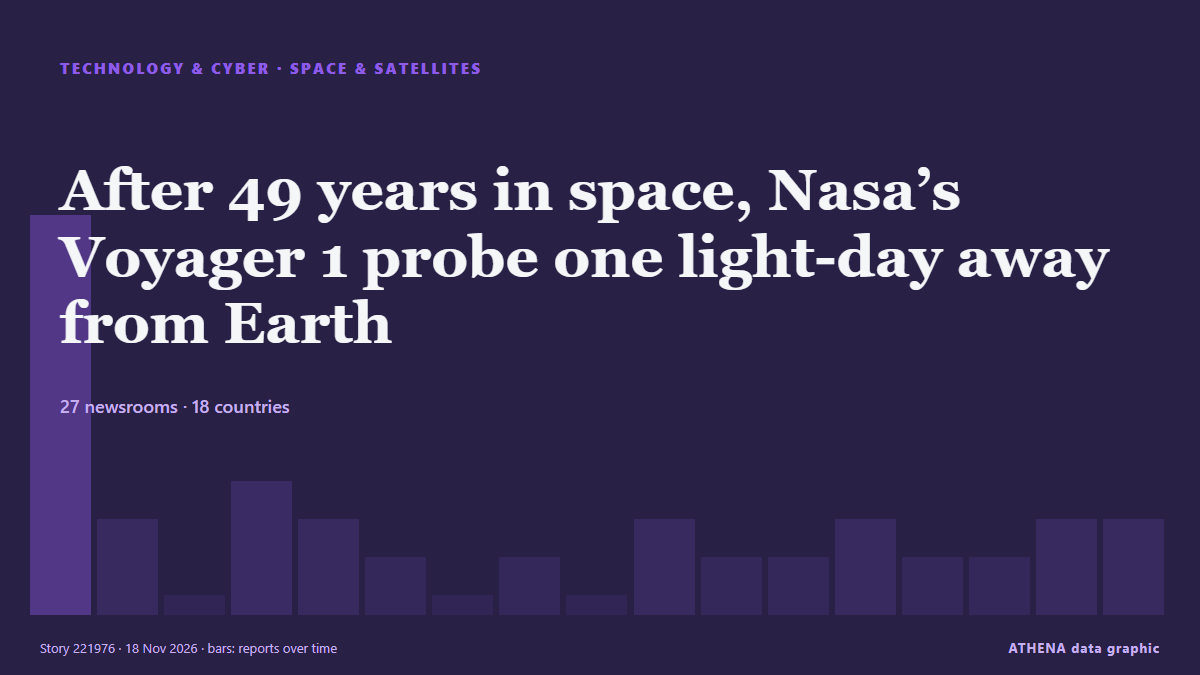 TECHNOLOGY & CYBER · SPACE & SATELLITES
After 49 years in space, Nasa’s
Voyager 1 probe one light-day away
from Earth
27 newsrooms · 18 countries
Story 221976 · 18 Nov 2026 · bars: reports over time
ATHENA data graphic